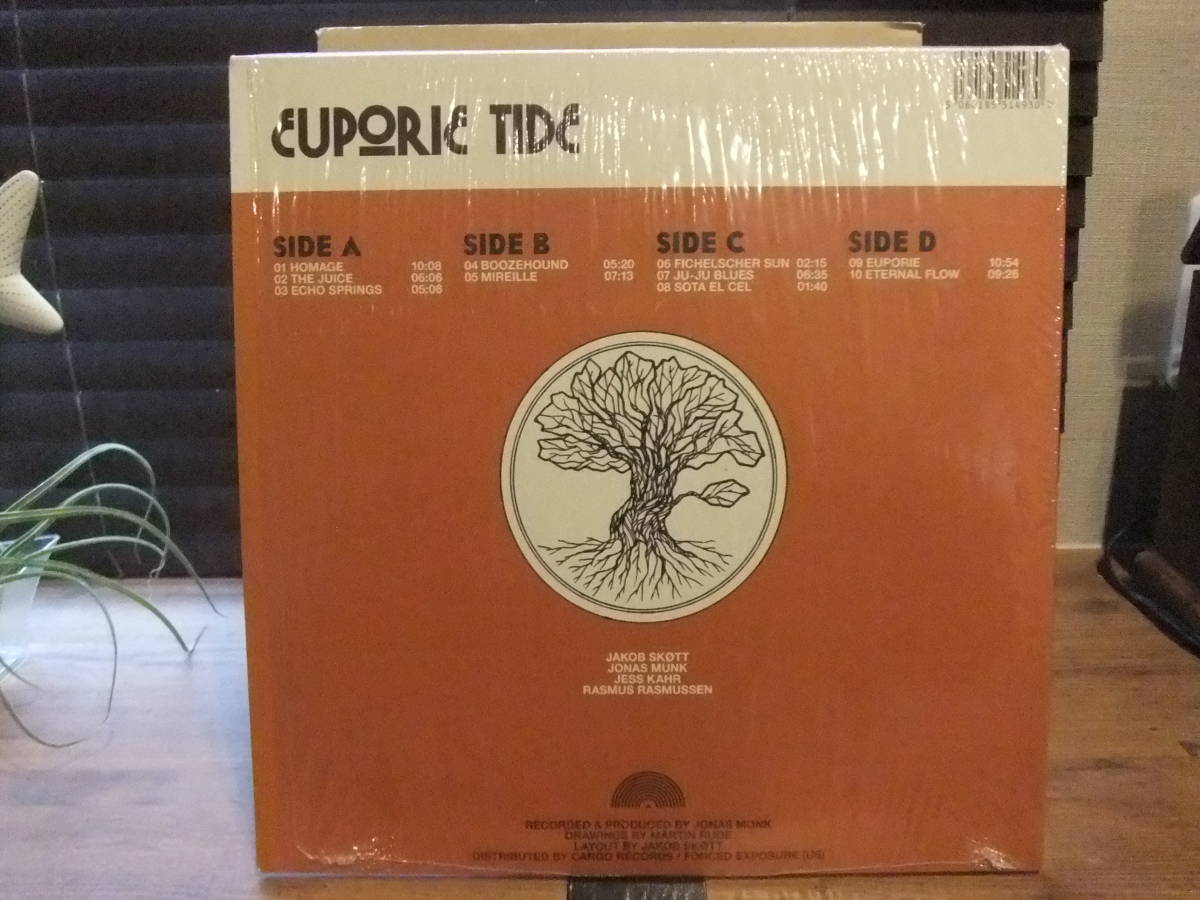 EUPORIE TIDE
SIDE A
01 HOMAGE 10:08
02 THE JUICE 06:06
03 ECHO SPRINGS 05:06
SIDE B
04 BOOZEHOUND 05:20
05 MIREILLE 07:13
SIDE C
06 FICHELSCHER SUN 02:15
07 JU-JU BLUES 06:35
08 SOTA EL CEL 01:40
SIDE D
09 EUPORIE 10:54
10 ETERNAL FLOW 09:26
JAKOB SKØTT
JONAS MUNK
JESS KAHR
RASMUS RASMUSSEN
RECORDED & PRODUCED BY JONAS MUNK
DRAWINGS BY MARTIN RUDE
LAYOUT BY JAKOB SKØTT
DISTRIBUTED BY CARGO RECORDS / FORCED EXPOSURE (US)